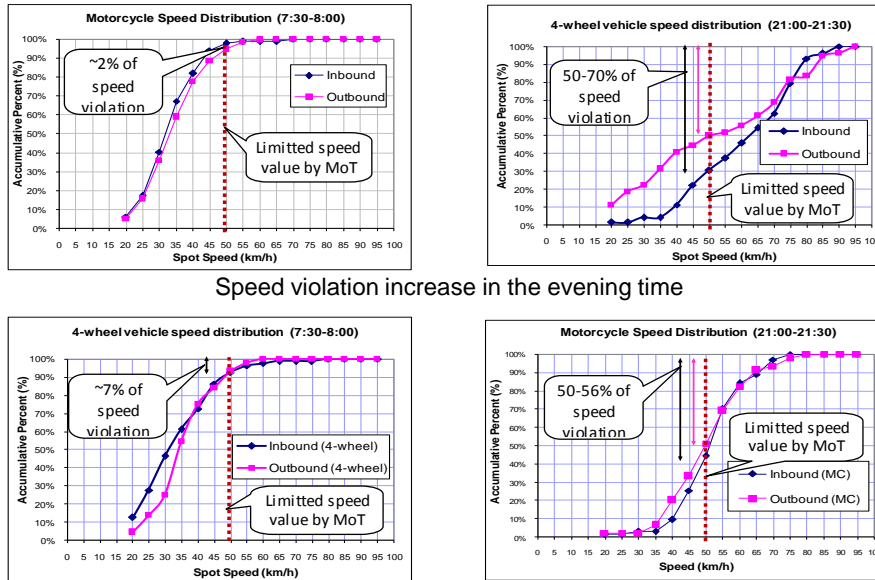 Motorcycle Speed Distribution (7:30-8:00)
Accumulative Percent (%)
100%
90%
80%
70%
60%
50%
40%
30%
20%
10%
0%
~2% of
speed
violation
Inbound
Outbound
Limitted speed
value by MoT
0 5 10 15 20 25 30 35 40 45 50 55 60 65 70 75 80 85 90 95 100
Spot Speed (km/h)
4-wheel vehicle speed distribution (21:00-21:30)
Accumulative Percent (%)
100%
90%
80%
70%
60%
50%
40%
30%
20%
10%
0%
50-70% of
speed
violation
Inbound
Outbound
Limitted speed
value by MoT
0 5 10 15 20 25 30 35 40 45 50 55 60 65 70 75 80 85 90 95 100
Spot Speed (km/h)
Speed violation increase in the evening time
4-wheel vehicle speed distribution (7:30-8:00)
Accumulative Percent (%)
100%
90%
80%
70%
60%
50%
40%
30%
20%
10%
0%
~7% of
speed
violation
Inbound (4-wheel)
Outbound (4-wheel)
Limitted speed
value by MoT
0 5 10 15 20 25 30 35 40 45 50 55 60 65 70 75 80 85 90 95 100
Spot Speed (km/h)
Motorcycle Speed Distribution (21:00-21:30)
Accumulative Percent (%)
100%
90%
80%
70%
60%
50%
40%
30%
20%
10%
0%
50-56% of
speed
violation
Limitted speed
value by MoT
Inbound (MC)
Outbound (MC)
0 5 10 15 20 25 30 35 40 45 50 55 60 65 70 75 80 85 90 95 100
Speed (km/h)